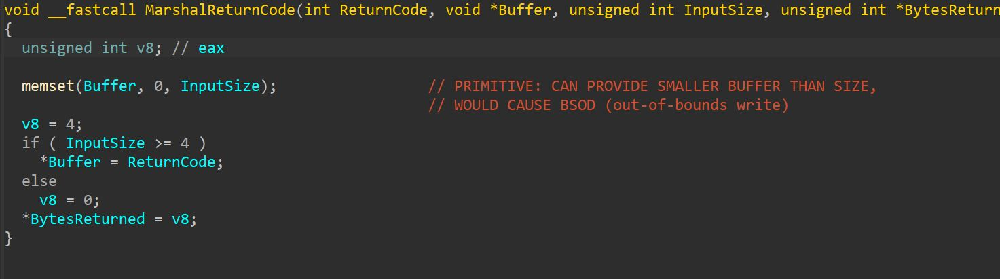 void __fastcall MarshalReturnCode(int ReturnCode, void *Buffer, unsigned int InputSize, unsigned int *BytesReturn
{
  unsigned int v8; // eax
  memset(Buffer, 0, InputSize); // PRIMITIVE: CAN PROVIDE SMALLER BUFFER THAN SIZE,
// WOULD CAUSE BSOD (out-of-bounds write)
  v8 = 4;
  if ( InputSize >= 4 )
    *Buffer = ReturnCode;
  else
    v8 = 0;
  *BytesReturned = v8;
}